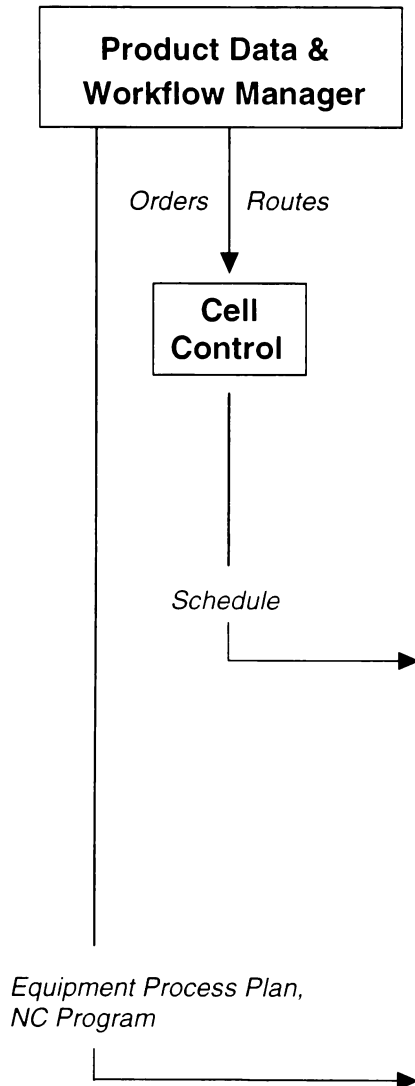 Product Data &
Workflow Manager
Orders Routes
Cell
Control
Schedule
Equipment Process Plan,
NC Program